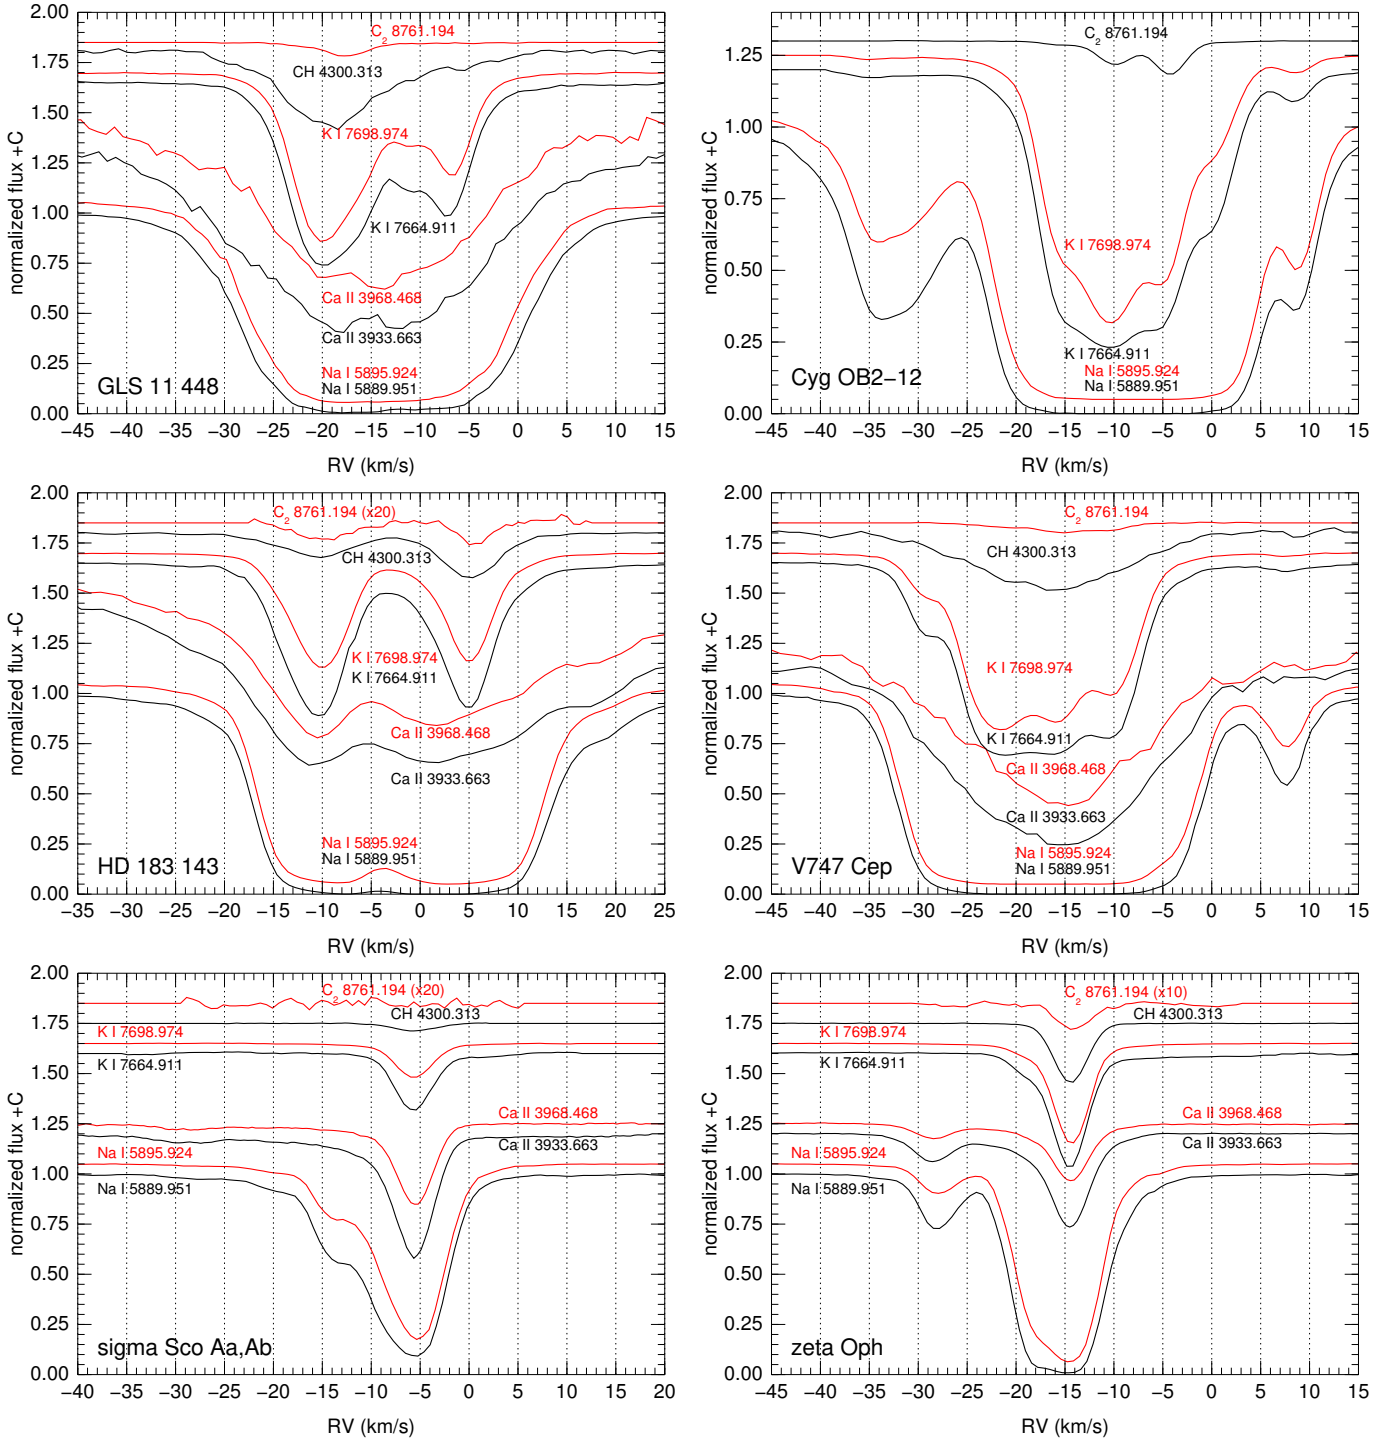 2.00
1.75
1.50
1.25
1.00
0.75
0.50
0.25
0.00
normalized flux +C
C2 8761.194
CH 4300.313
K I 7698.974
K I 7664.911
Ca II 3968.468
Ca II 3933.663
Na I 5895.924
Na I 5889.951
GLS 11 448
−45 −40 −35 −30 −25 −20 −15 −10 −5 0 5 10 15
RV (km/s)
1.25
1.00
0.75
0.50
0.25
0.00
normalized flux +C
C2 8761.194
K I 7698.974
K I 7664.911
Na I 5895.924
Na I 5889.951
Cyg OB2−12
−45 −40 −35 −30 −25 −20 −15 −10 −5 0 5 10 15
RV (km/s)
2.00
1.75
1.50
1.25
1.00
0.75
0.50
0.25
0.00
normalized flux +C
C2 8761.194 (x20)
CH 4300.313
K I 7698.974
K I 7664.911
Ca II 3968.468
Ca II 3933.663
Na I 5895.924
Na I 5889.951
HD 183 143
−35 −30 −25 −20 −15 −10 −5 0 5 10 15 20 25
RV (km/s)
2.00
1.75
1.50
1.25
1.00
0.75
0.50
0.25
0.00
normalized flux +C
C2 8761.194
CH 4300.313
K I 7698.974
K I 7664.911
Ca II 3968.468
Ca II 3933.663
Na I 5895.924
Na I 5889.951
V747 Cep
−45 −40 −35 −30 −25 −20 −15 −10 −5 0 5 10 15
RV (km/s)
2.00
1.75
1.50
1.25
1.00
0.75
0.50
0.25
0.00
normalized flux +C
C2 8761.194 (x20)
CH 4300.313
K I 7698.974
K I 7664.911
Ca II 3968.468
Ca II 3933.663
Na I 5895.924
Na I 5889.951
sigma Sco Aa,Ab
−40 −35 −30 −25 −20 −15 −10 −5 0 5 10 15 20
RV (km/s)
2.00
1.75
1.50
1.25
1.00
0.75
0.50
0.25
0.00
normalized flux +C
C2 8761.194 (x10)
CH 4300.313
K I 7698.974
K I 7664.911
Ca II 3968.468
Ca II 3933.663
Na I 5895.924
Na I 5889.951
zeta Oph
−45 −40 −35 −30 −25 −20 −15 −10 −5 0 5 10 15
RV (km/s)